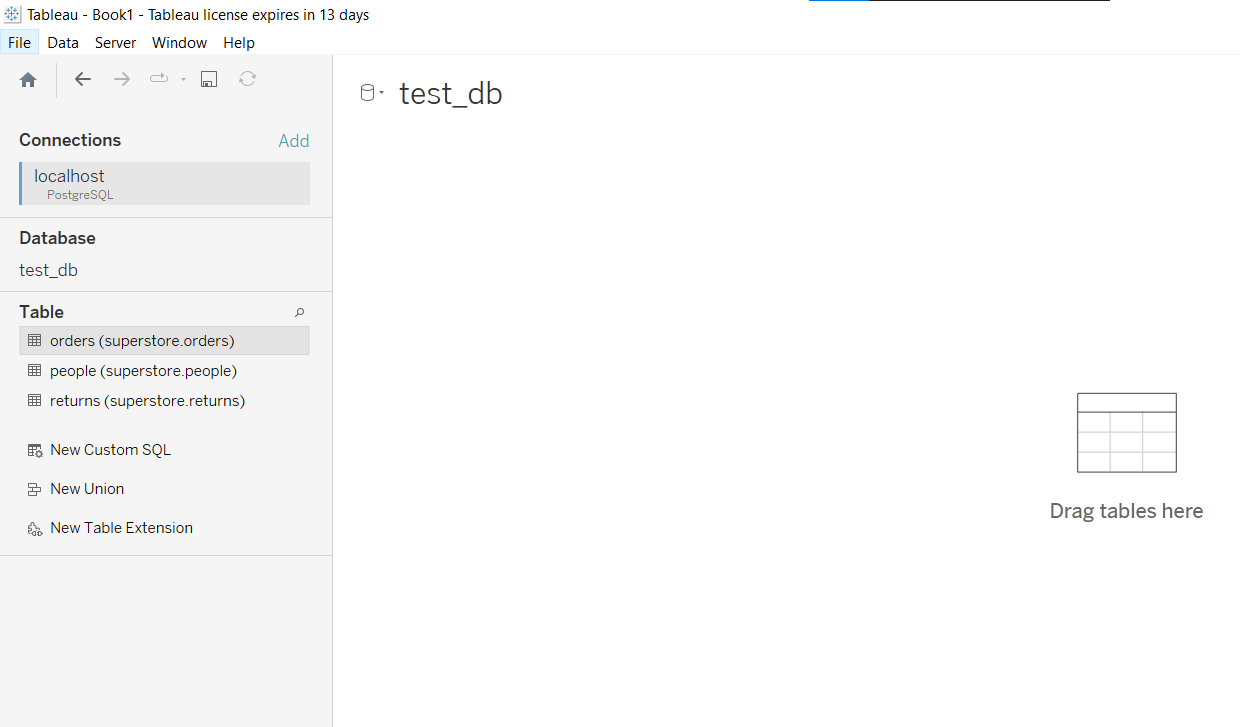 Tableau - Book1 - Tableau license expires in 13 days
File Data Server Window Help
Connections Add
localhost
PostgreSQL
Database
test_db
Table
orders (superstore.orders)
people (superstore.people)
returns (superstore.returns)
New Custom SQL
New Union
New Table Extension
test_db
Drag tables here